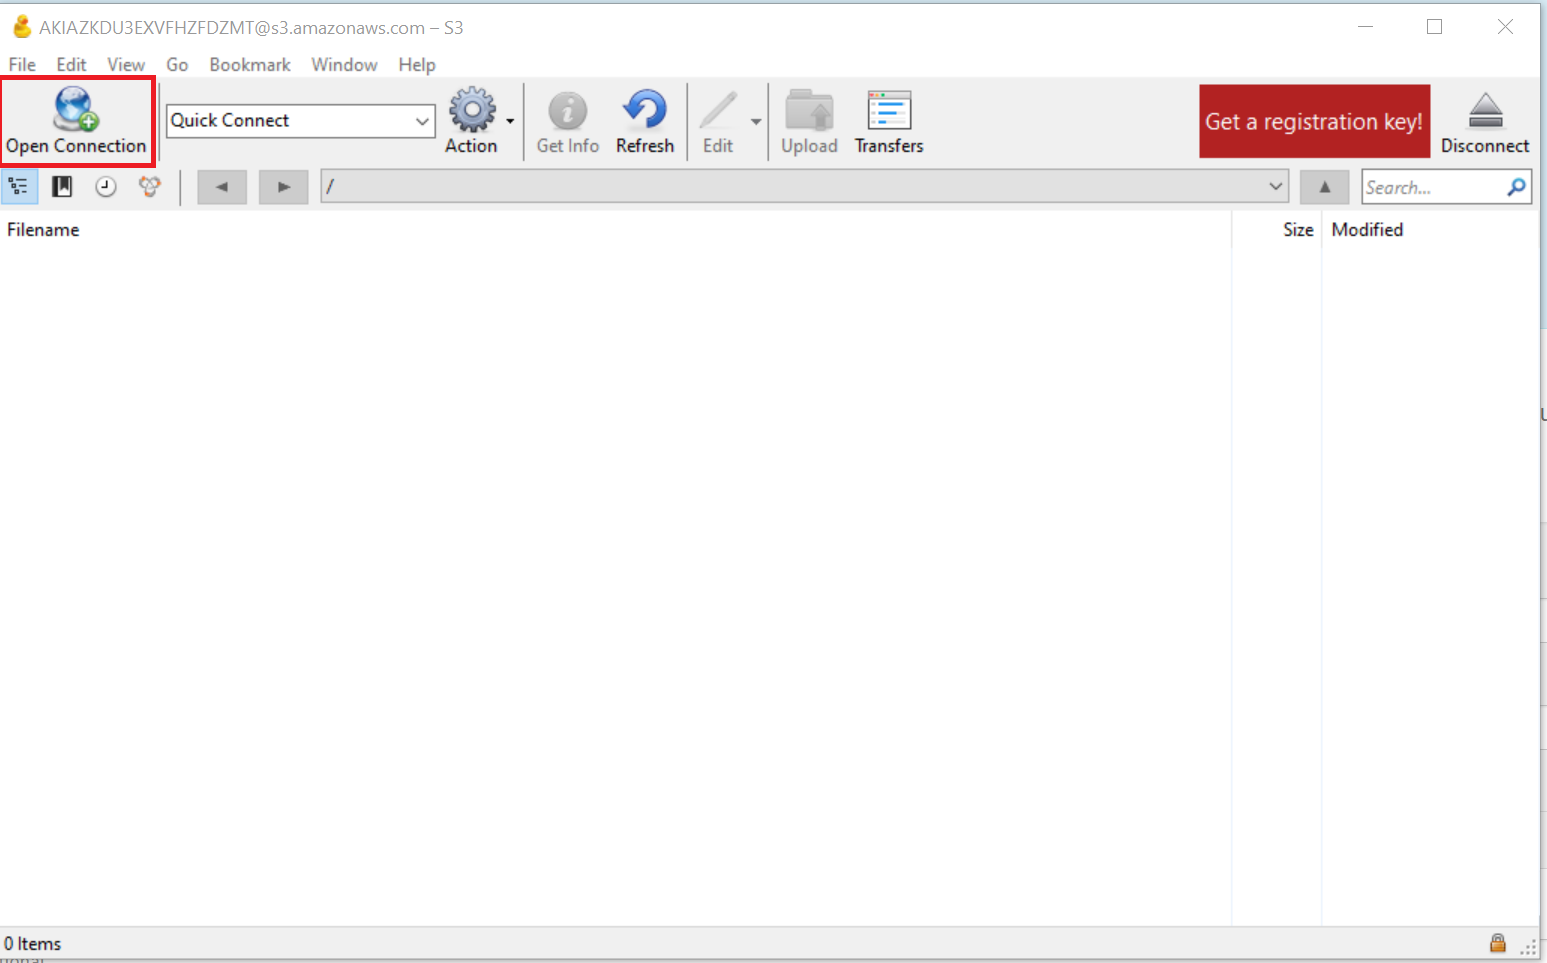 AKIAZKDU3EXVFHZFDZMT@s3.amazonaws.com – S3
File Edit View Go Bookmark Window Help
Open Connection
Quick Connect
Action
Get Info
Refresh
Edit
Upload
Transfers
Get a registration key!
Disconnect
/
Search...
Filename Size Modified
0 Items